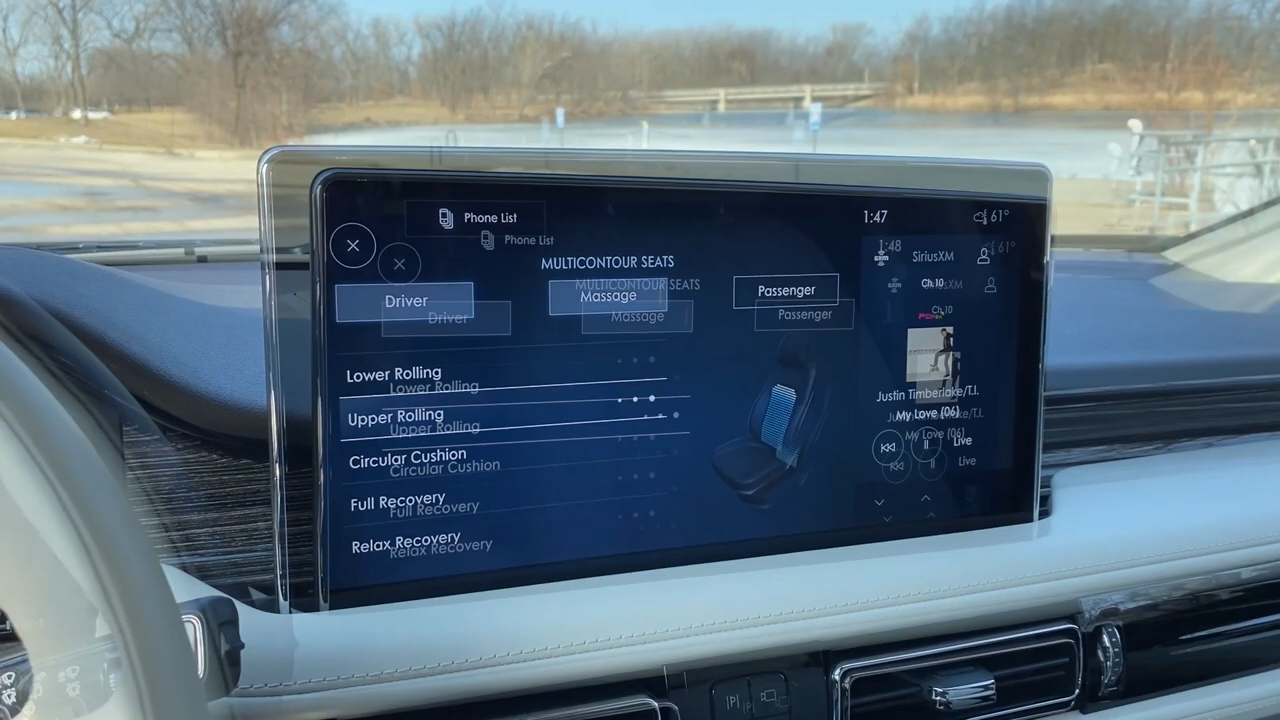 Phone List
1:47
61°
Phone List
1:48
61°
MULTICONTOUR SEATS
SiriusXM
sxm
MULTICONTOUR SEATS
SiriusXM
Ch 10
Driver
Massage
Passenger
Driver
Massage
Passenger
Ch 10
Lower Rolling
Lower Rolling
Upper Rolling
Upper Rolling
Circular Cushion
Circular Cushion
Full Recovery
Full Recovery
Relax Recovery
Relax Recovery
Justin Timberlake/T.I.
My Love (06)
Justin Timberlake/T.I.
My Love (06)
Live
Live